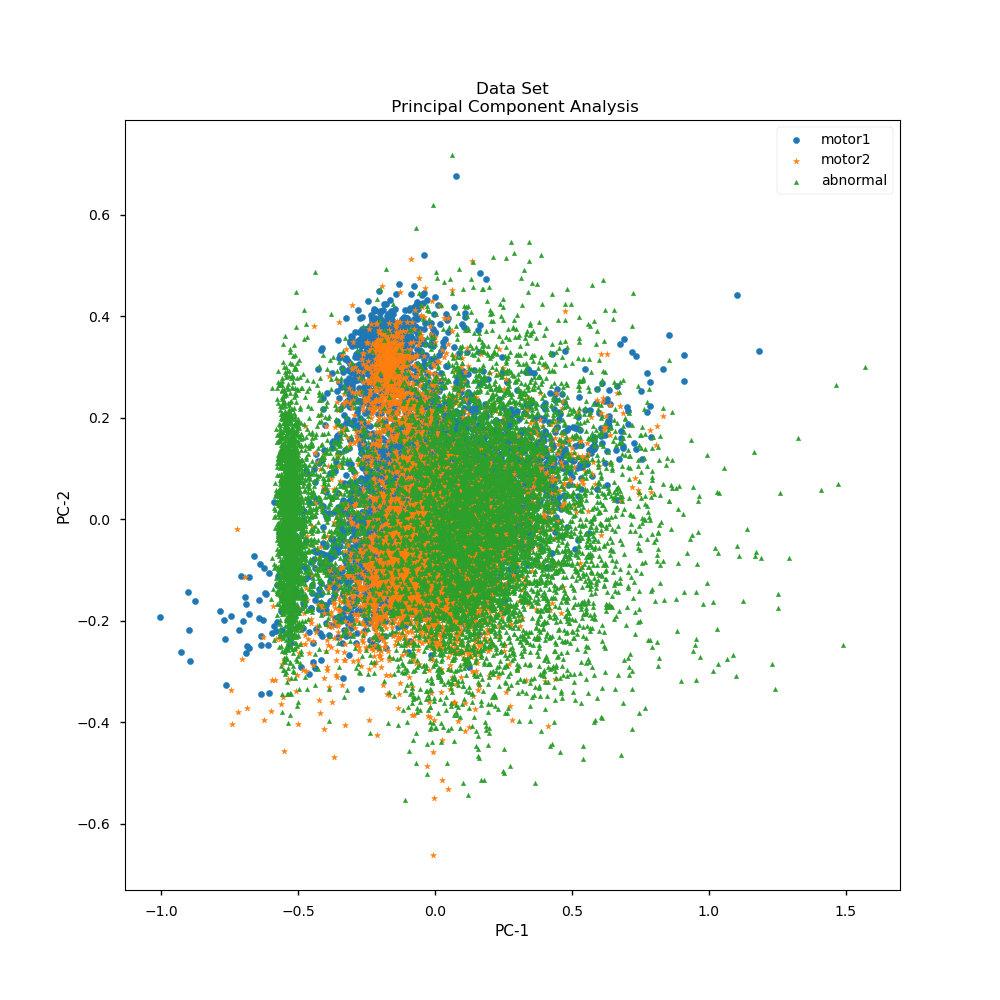 Data Set
Principal Component Analysis
motor1
motor2
abnormal
0.6
0.4
0.2
0.0
−0.2
−0.4
−0.6
PC-2
−1.0
−0.5
0.0
0.5
1.0
1.5
PC-1